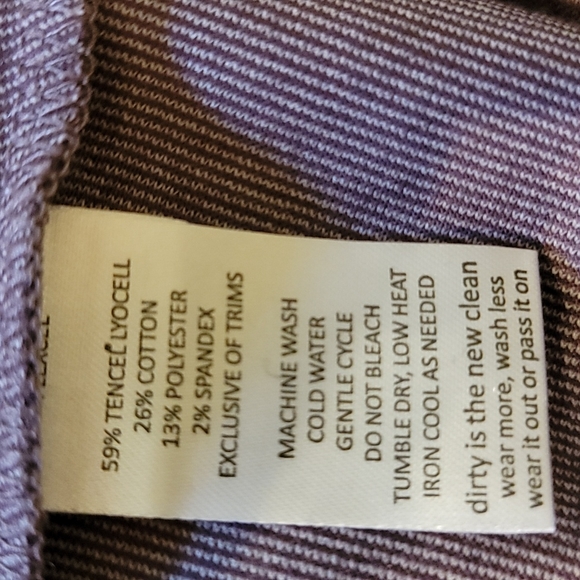 59% TENCEL LYOCELL
26% COTTON
13% POLYESTER
2% SPANDEX
EXCLUSIVE OF TRIMS
MACHINE WASH
COLD WATER
GENTLE CYCLE
DO NOT BLEACH
TUMBLE DRY, LOW HEAT
IRON COOL AS NEEDED
dirty is the new clean
wear more, wash less
wear it out or pass it on